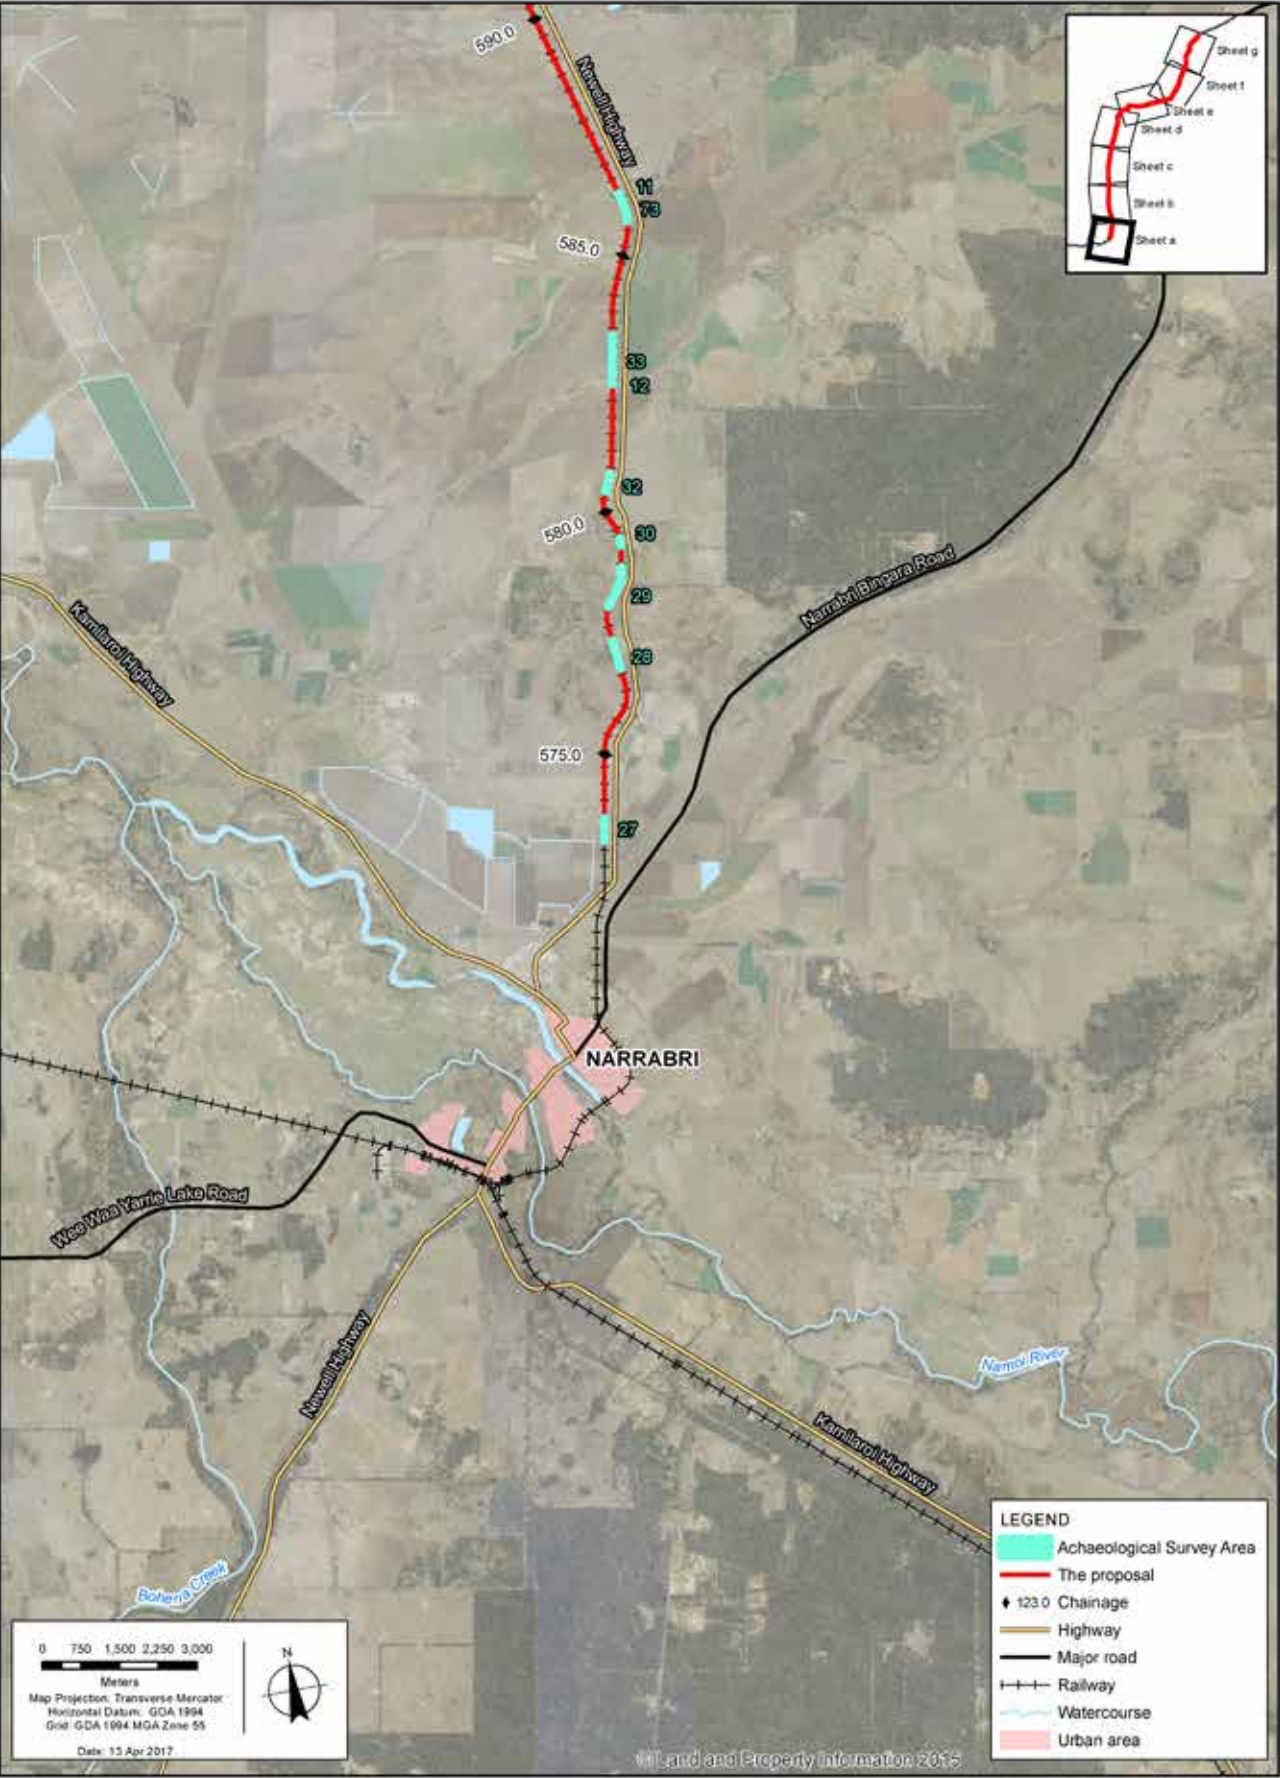 590.0
Newell Highway
Sheet g
Sheet f
Sheet e
Sheet d
Sheet c
Sheet b
Sheet a
11
73
585.0
33
12
32
580.0
30
29
28
Narrabri Bingara Road
Kamilaroi Highway
575.0
27
NARRABRI
Wee Waa Yarrie Lake Road
Newell Highway
Namoi River
Kamilaroi Highway
Bohena Creek
LEGEND
Achaeological Survey Area
The proposal
123.0 Chainage
Highway
Major road
Railway
Watercourse
Urban area
0 750 1,500 2,250 3,000
Meters
Map Projection: Transverse Mercator
Horizontal Datum: GDA 1994
Grid: GDA 1994 MGA Zone 55
Date: 13 Apr 2017
N
© Land and Property Information 2015